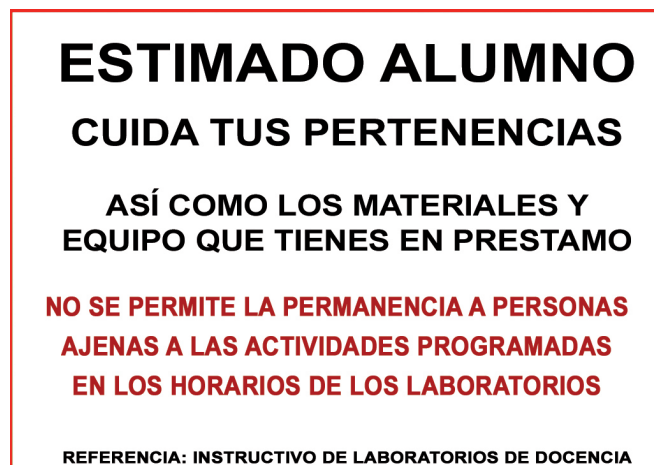 ESTIMADO ALUMNO
CUIDA TUS PERTENENCIAS
ASÍ COMO LOS MATERIALES Y
EQUIPO QUE TIENES EN PRESTAMO
NO SE PERMITE LA PERMANENCIA A PERSONAS
AJENAS A LAS ACTIVIDADES PROGRAMADAS
EN LOS HORARIOS DE LOS LABORATORIOS
REFERENCIA: INSTRUCTIVO DE LABORATORIOS DE DOCENCIA